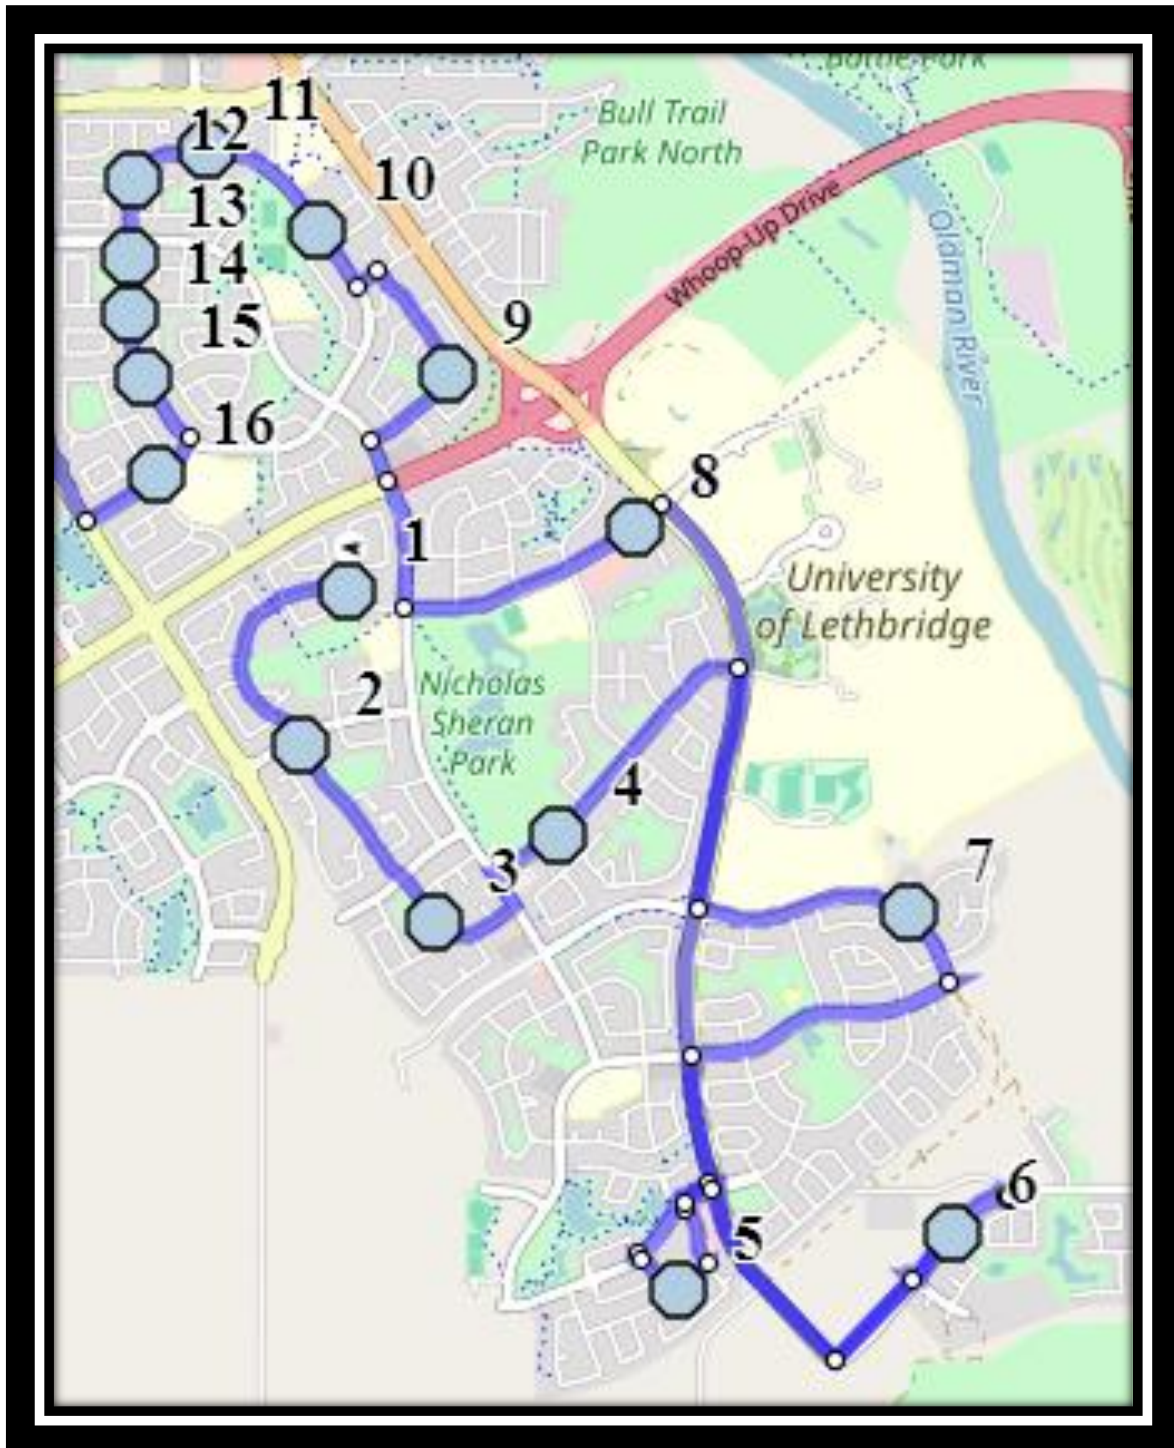 Battle Park
11
Bull Trail
Park North
12
10
13
Whoop-Up Drive
14
Oldman River
9
15
16
8
1
University
of Lethbridge
2
Nicholas
Sheran
Park
4
3
7
6
5